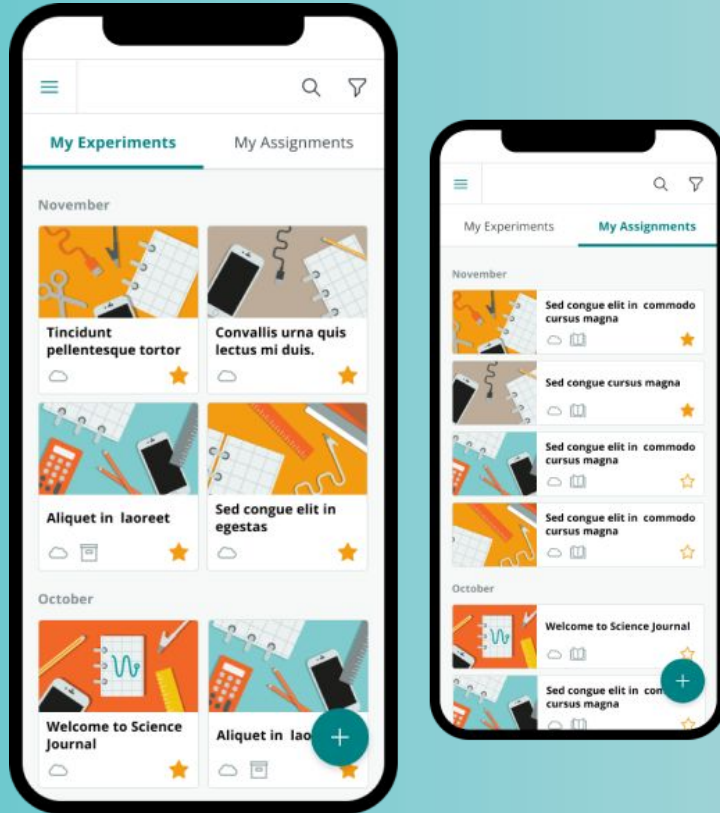 My Experiments
My Assignments
November
Tincidunt
pellentesque tortor
Convallis urna quis
lectus mi duis.
Aliquet in laoreet
Sed congue elit in
egestas
October
Welcome to Science
Journal
Aliquet in lao
My Experiments
My Assignments
November
Sed congue elit in commodo
cursus magna
Sed congue cursus magna
Sed congue elit in commodo
cursus magna
Sed congue elit in commodo
cursus magna
October
Welcome to Science Journal
Sed congue elit in com
cursus magna